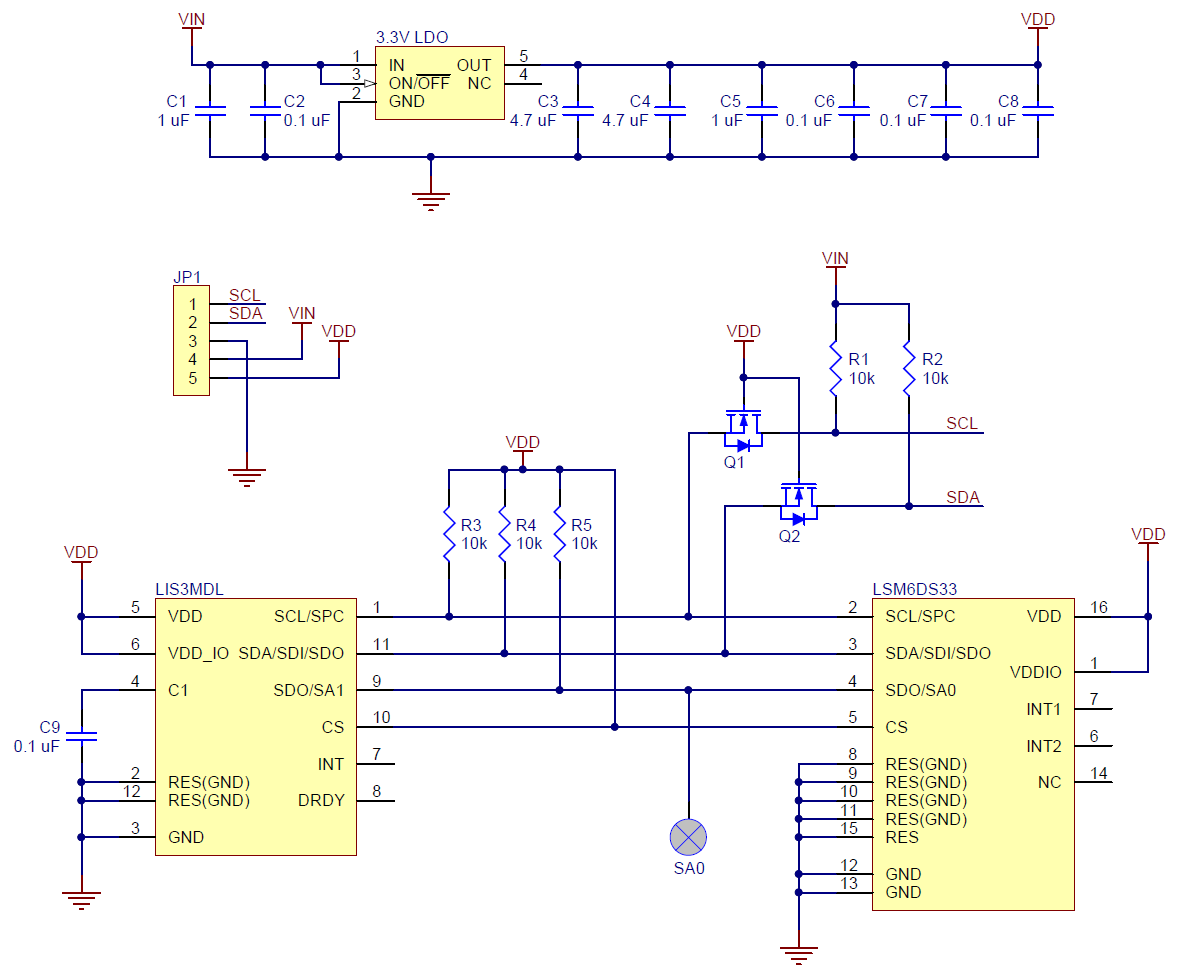 VIN
VDD
3.3V LDO
1 IN OUT 5
3 ON/OFF NC 4
2 GND
C1
1 uF
C2
0.1 uF
C3
4.7 uF
C4
4.7 uF
C5
1 uF
C6
0.1 uF
C7
0.1 uF
C8
0.1 uF
JP1
1 SCL
2 SDA
3
4
5
VIN
VDD
VIN
VDD
R1
10k
R2
10k
SCL
Q1
SDA
Q2
VDD
R3
10k
R4
10k
R5
10k
VDD
LIS3MDL
5 VDD SCL/SPC 1
6 VDD_IO SDA/SDI/SDO 11
4 C1 SDO/SA1 9
CS 10
INT 7
2 RES(GND)
12 RES(GND) DRDY 8
3 GND
C9
0.1 uF
SA0
VDD
LSM6DS33
2 SCL/SPC VDD 16
3 SDA/SDI/SDO
VDDIO 1
4 SDO/SA0
INT1 7
5 CS
INT2 6
8 RES(GND)
9 RES(GND) NC 14
10 RES(GND)
11 RES(GND)
15 RES
12 GND
13 GND